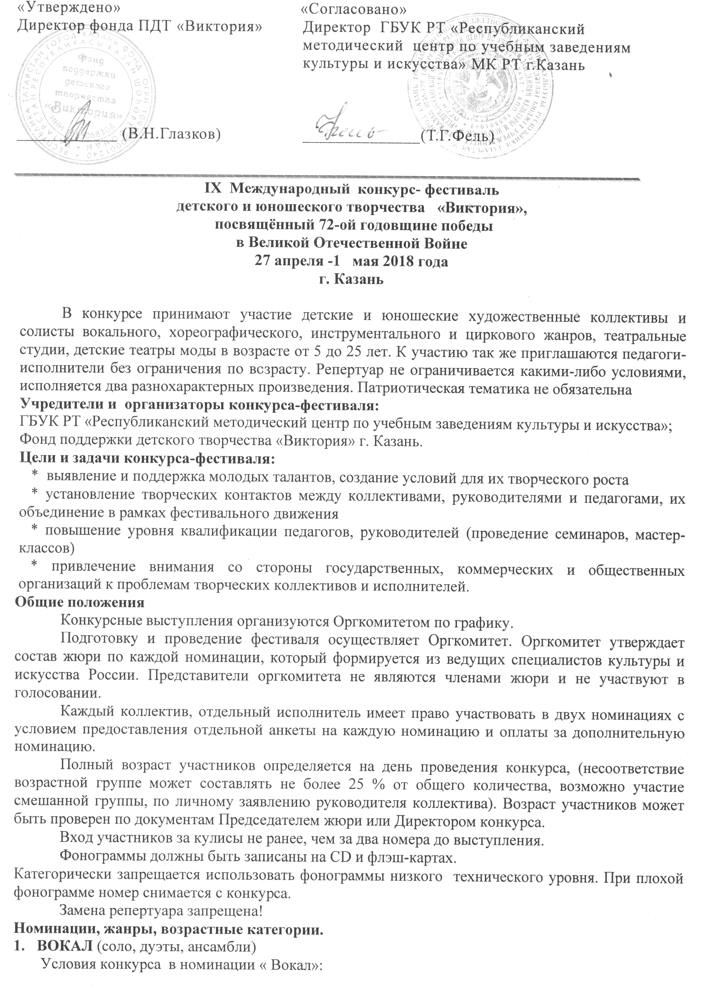 «Утверждено»
Директор фонда ПДТ «Виктория»
«Согласовано»
Директор ГБУК РТ «Республиканский
методический центр по учебным заведениям
культуры и искусства» МК РТ г.Казань
Фонд
поддержки
детского
творчества
«Виктория»
(В.Н.Глазков)
(Т.Г.Фель)
IX Международный конкурс- фестиваль
детского и юношеского творчества «Виктория»,
посвящённый 72-ой годовщине победы
в Великой Отечественной Войне
27 апреля -1 мая 2018 года
г. Казань
В конкурсе принимают участие детские и юношеские художественные коллективы и
солисты вокального, хореографического, инструментального и циркового жанров, театральные
студии, детские театры моды в возрасте от 5 до 25 лет. К участию так же приглашаются педагоги-
исполнители без ограничения по возрасту. Репертуар не ограничивается какими-либо условиями,
исполняется два разнохарактерных произведения. Патриотическая тематика не обязательна
Учредители и организаторы конкурса-фестиваля:
ГБУК РТ «Республиканский методический центр по учебным заведениям культуры и искусства»;
Фонд поддержки детского творчества «Виктория» г. Казань.
Цели и задачи конкурса-фестиваля:
* выявление и поддержка молодых талантов, создание условий для их творческого роста
* установление творческих контактов между коллективами, руководителями и педагогами, их
объединение в рамках фестивального движения
* повышение уровня квалификации педагогов, руководителей (проведение семинаров, мастер-
классов)
* привлечение внимания со стороны государственных, коммерческих и общественных
организаций к проблемам творческих коллективов и исполнителей.
Общие положения
Конкурсные выступления организуются Оргкомитетом по графику.
Подготовку и проведение фестиваля осуществляет Оргкомитет. Оргкомитет утверждает
состав жюри по каждой номинации, который формируется из ведущих специалистов культуры и
искусства России. Представители оргкомитета не являются членами жюри и не участвуют в
голосовании.
Каждый коллектив, отдельный исполнитель имеет право участвовать в двух номинациях с
условием предоставления отдельной анкеты на каждую номинацию и оплаты за дополнительную
номинацию.
Полный возраст участников определяется на день проведения конкурса, (несоответствие
возрастной группе может составлять не более 25 % от общего количества, возможно участие
смешанной группы, по личному заявлению руководителя коллектива). Возраст участников может
быть проверен по документам Председателем жюри или Директором конкурса.
Вход участников за кулисы не ранее, чем за два номера до выступления.
Фонограммы должны быть записаны на CD и флэш-картах.
Категорически запрещается использовать фонограммы низкого технического уровня. При плохой
фонограмме номер снимается с конкурса.
Замена репертуара запрещена!
Номинации, жанры, возрастные категории.
1. ВОКАЛ (соло, дуэты, ансамбли)
Условия конкурса в номинации « Вокал»: